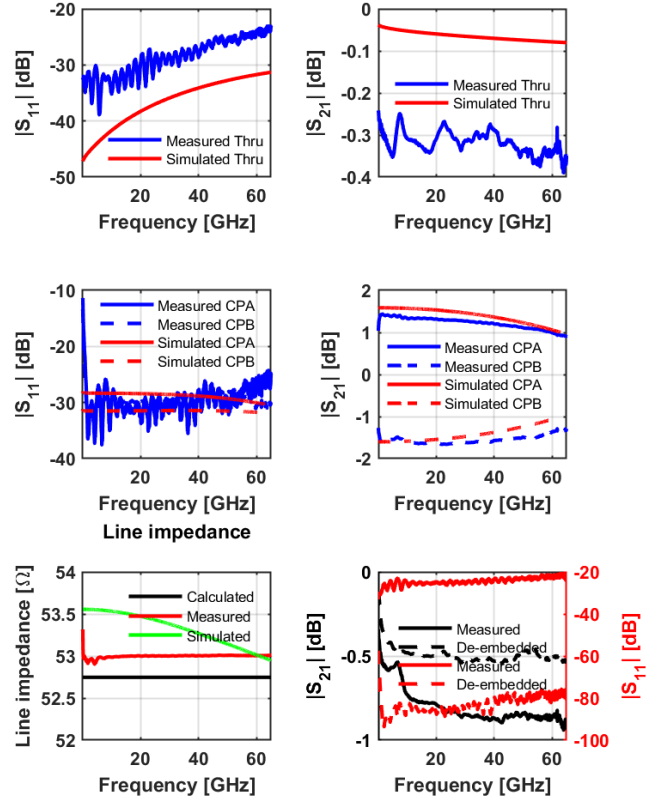 -20
-30
-40
-50
|S11| [dB]
Measured Thru
Simulated Thru
20
40
60
Frequency [GHz]
0
-0.1
-0.2
-0.3
-0.4
|S21| [dB]
Measured Thru
Simulated Thru
20
40
60
Frequency [GHz]
-10
-20
-30
-40
|S11| [dB]
Measured CPA
Measured CPB
Simulated CPA
Simulated CPB
20
40
60
Frequency [GHz]
2
1
0
-1
-2
|S21| [dB]
Measured CPA
Measured CPB
Simulated CPA
Simulated CPB
20
40
60
Frequency [GHz]
Line impedance
54
53.5
53
52.5
52
Line impedance [Ω]
Calculated
Measured
Simulated
20
40
60
Frequency [GHz]
0
-0.5
-1
|S21| [dB]
Measured
De-embedded
Measured
De-embedded
-20
-40
-60
-80
-100
|S11| [dB]
20
40
60
Frequency [GHz]